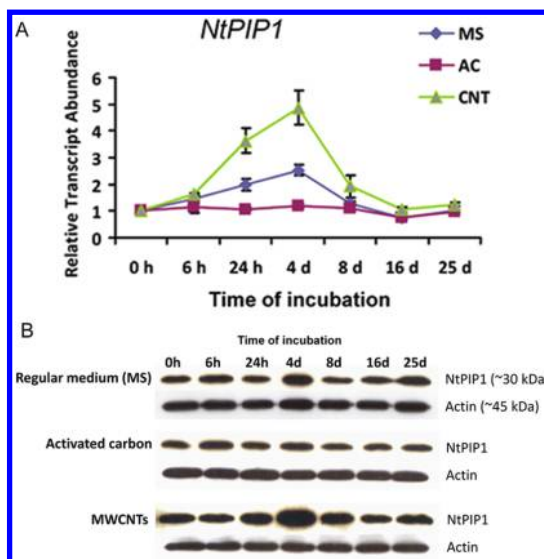 A
NtPIP1
MS
AC
CNT
Relative Transcript Abundance
6
5
4
3
2
1
0
0 h 6 h 24 h 4 d 8 d 16 d 25 d
Time of incubation
B
Time of incubation
0h 6h 24h 4d 8d 16d 25d
Regular medium (MS) NtPIP1 (~30 kDa
Actin (~45 kDa)
Activated carbon NtPIP1
Actin
MWCNTs NtPIP1
Actin